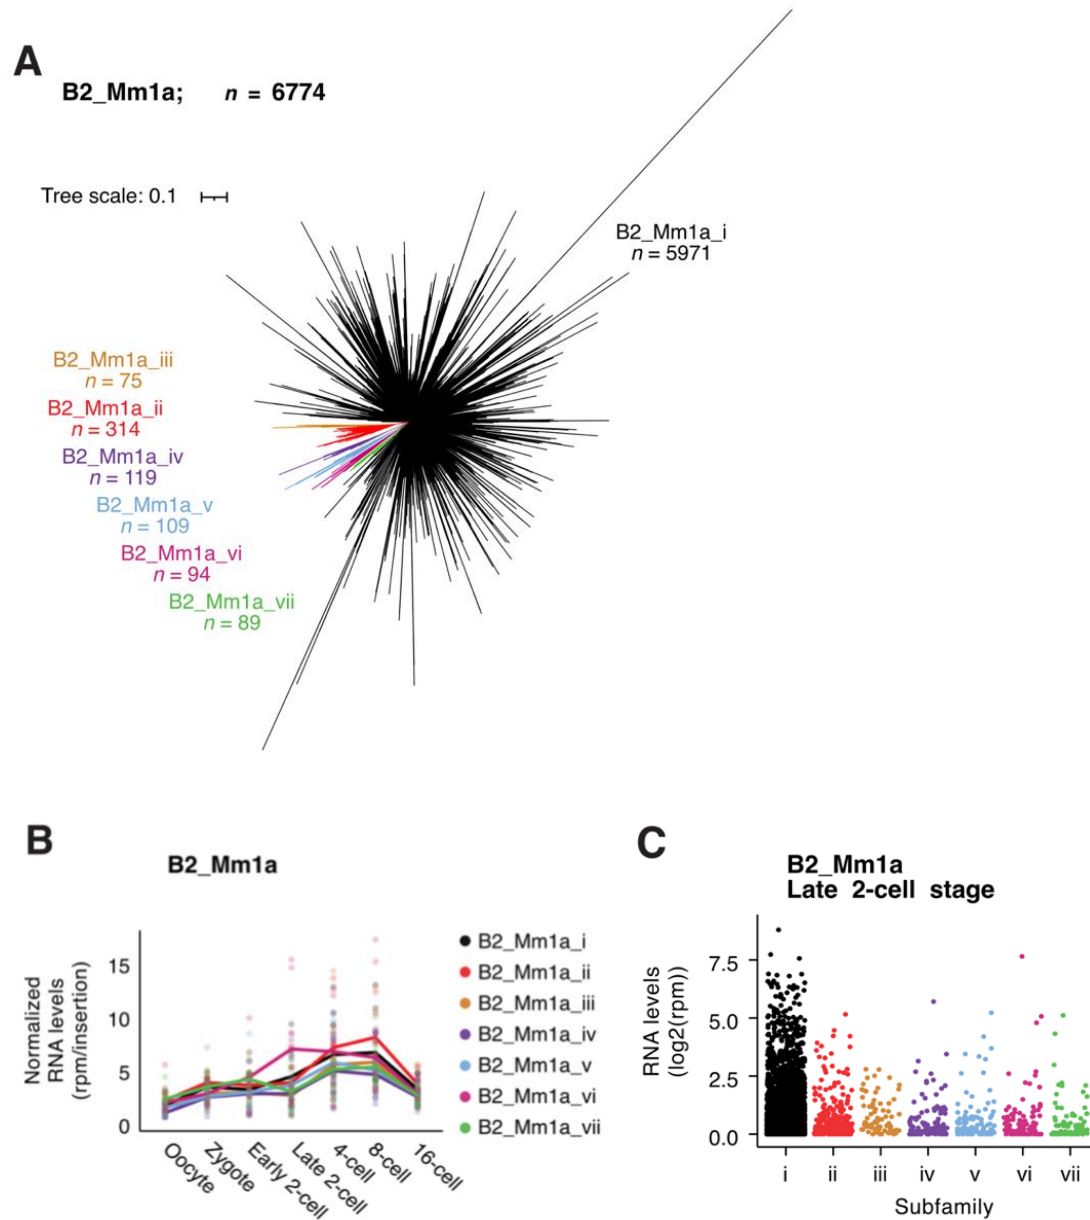 A
B2_Mm1a; n = 6774
Tree scale: 0.1
B2_Mm1a_i
n = 5971
B2_Mm1a_iii
n = 75
B2_Mm1a_ii
n = 314
B2_Mm1a_iv
n = 119
B2_Mm1a_v
n = 109
B2_Mm1a_vi
n = 94
B2_Mm1a_vii
n = 89
B
B2_Mm1a
Normalized
RNA levels
(rpm/insertion)
15
10
5
0
Oocyte
Zygote
Early 2-cell
Late 2-cell
4-cell
8-cell
16-cell
B2_Mm1a_i
B2_Mm1a_ii
B2_Mm1a_iii
B2_Mm1a_iv
B2_Mm1a_v
B2_Mm1a_vi
B2_Mm1a_vii
C
B2_Mm1a
Late 2-cell stage
RNA levels
(log2(rpm))
7.5
5.0
2.5
0.0
i ii iii iv v vi vii
Subfamily